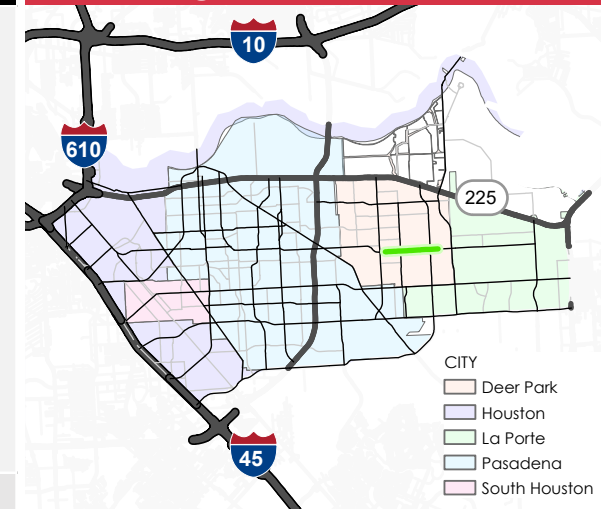 10
610
225
CITY
Deer Park
Houston
La Porte
Pasadena
South Houston
45